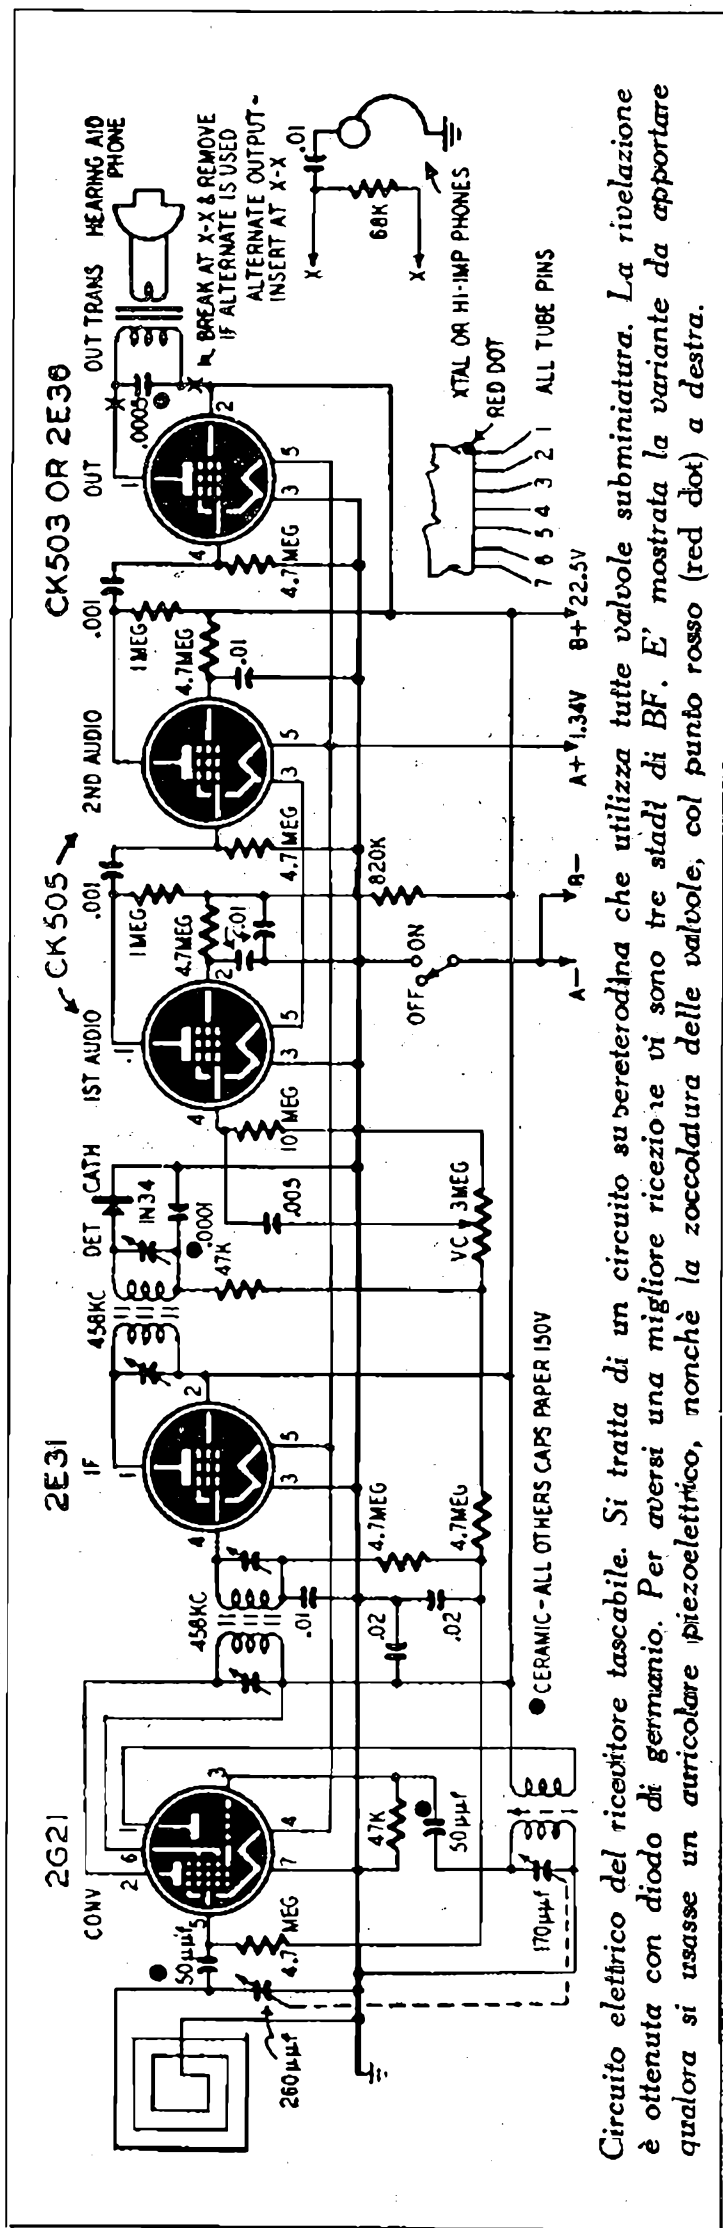 2G21
CONV
2E31
IF
458KC
458KC
DET
CATH
1N34
.0001
47K
CK505
1ST AUDIO
2ND AUDIO
.001
.001
1MEG
4.7MEG
.01
1MEG
4.7MEG
.01
CK503 OR 2E36
OUT
OUT TRANS
HEARING AID
PHONE
.0005
BREAK AT X-X & REMOVE
IF ALTERNATE IS USED
ALTERNATE OUTPUT-
INSERT AT X-X
.01
68K
X
X
XTAL OR HI-IMP PHONES
RED DOT
7 6 5 4 3 2 1 ALL TUBE PINS
50µµf
260µµf
4.7 MEG
47K
50µµf
170µµf
.01
.02
.02
4.7MEG
4.7MEG
10 MEG
.005
VC 3MEG
4.7MEG
4.7MEG
820K
OFF
ON
A-
B-
A+ 1.34V
B+ 22.5V
CERAMIC-ALL OTHERS CAPS PAPER 150V
Circuito elettrico del ricevitore tascabile. Si tratta di un circuito supereterodina che utilizza tutte valvole subminiatura. La rivelazione
è ottenuta con diodo di germanio. Per aversi una migliore ricezione vi sono tre stadi di BF. E' mostrata la variante da apportare
qualora si usasse un auricolare piezoelettrico, nonchè la zoccolatura delle valvole, col punto rosso (red dot) a destra.